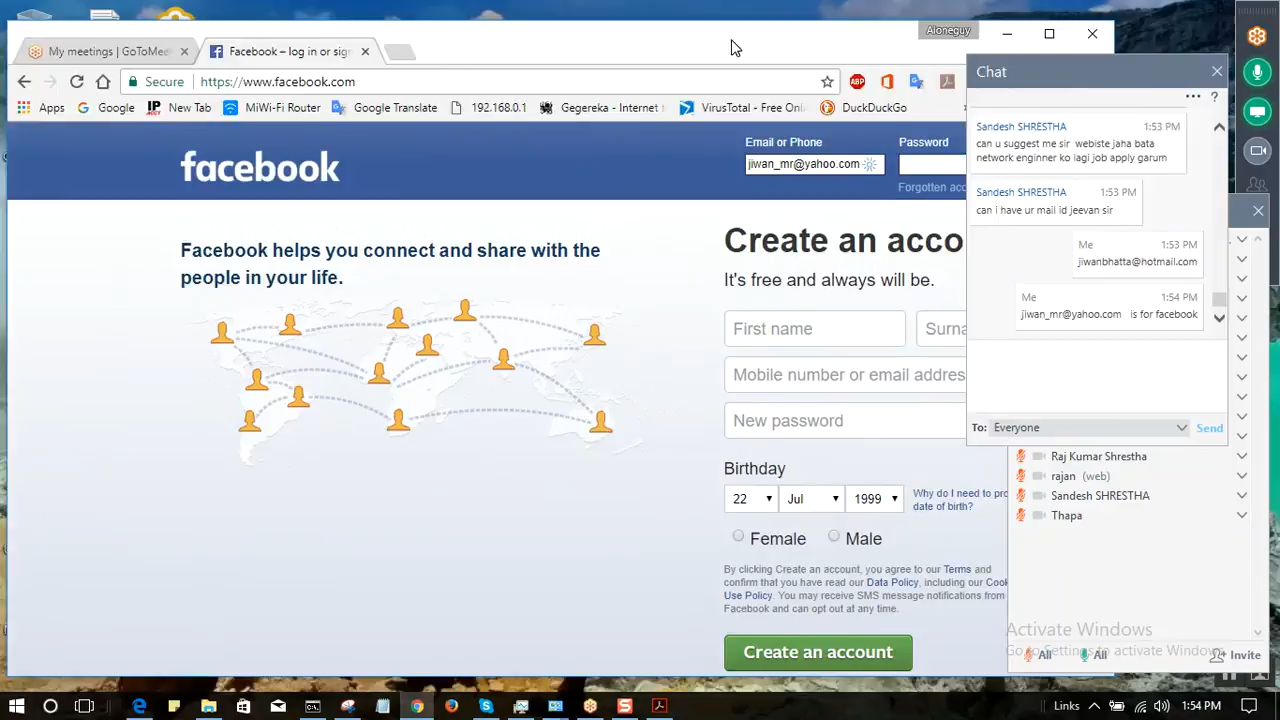 Aloneguy
My meetings | GoToMee
Facebook – log in or sign
Secure
https://www.facebook.com
ABP
Apps
Google
New Tab
MiWi-Fi Router
Google Translate
192.168.0.1
Gegereka - Internet
VirusTotal - Free Onl
DuckDuckGo
facebook
Email or Phone
Password
jiwan_mr@yahoo.com
Forgotten acc
Facebook helps you connect and share with the
people in your life.
Create an acco
It's free and always will be.
First name
Surna
Mobile number or email addres
New password
Birthday
22
Jul
1999
Why do I need to pro
date of birth?
Female
Male
By clicking Create an account, you agree to our Terms and
confirm that you have read our Data Policy, including our Cook
Use Policy. You may receive SMS message notifications from
Facebook and can opt out at any time.
Create an account
Chat
?
Sandesh SHRESTHA 1:53 PM
can u suggest me sir webiste jaha bata
network enginner ko lagi job apply garum
Sandesh SHRESTHA 1:53 PM
can i have ur mail id jeevan sir
Me 1:53 PM
jiwanbhatta@hotmail.com
Me 1:54 PM
jiwan_mr@yahoo.com is for facebook
To: Everyone
Send
Raj Kumar Shrestha
rajan (web)
Sandesh SHRESTHA
Thapa
Activate Windows
Go to Settings to activate Windows.
All
All
Invite
Links
1:54 PM